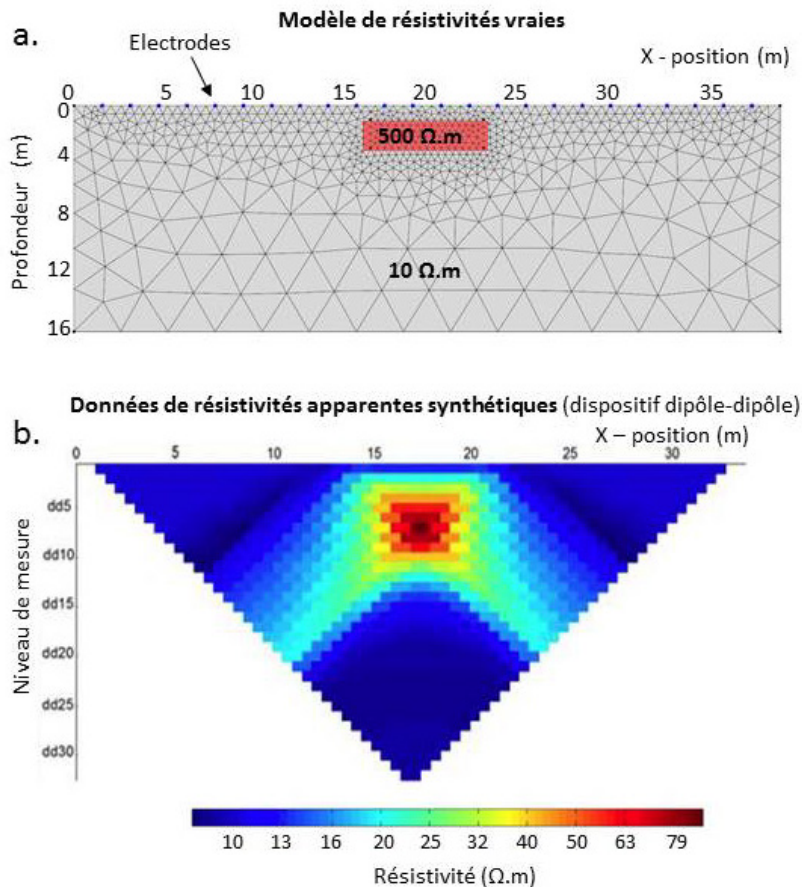 Modèle de résistivités vraies
a.
Electrodes
X - position (m)
0 5 10 15 20 25 30 35
Profondeur (m)
0
4
8
12
16
500 Ω.m
10 Ω.m
Données de résistivités apparentes synthétiques (dispositif dipôle-dipôle)
b.
X – position (m)
0 5 10 15 20 25 30
Niveau de mesure
dd5
dd10
dd15
dd20
dd25
dd30
10 13 16 20 25 32 40 50 63 79
Résistivité (Ω.m)